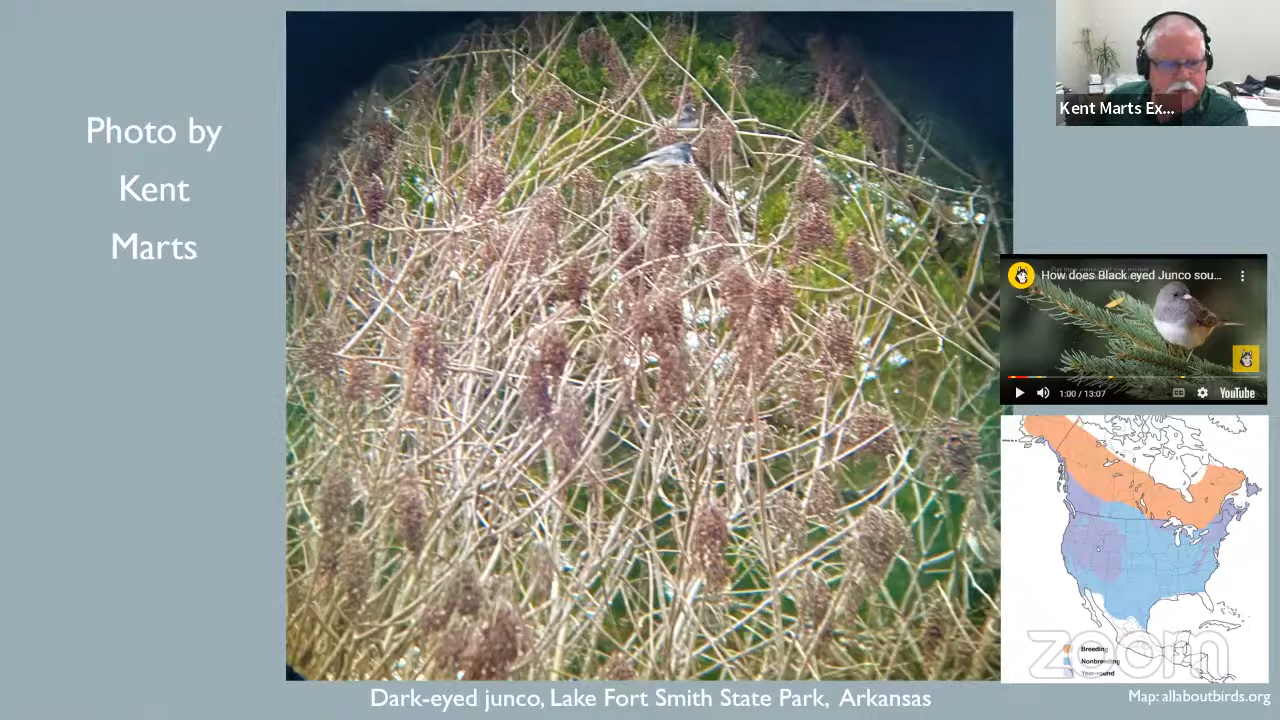 Photo by
Kent
Marts
Kent Marts Ex...
How does Black eyed Junco sou...
1:00 / 13:07
CC
YouTube
Breeding
Nonbreeding
Year-round
zoom
Dark-eyed junco, Lake Fort Smith State Park, Arkansas
Map: allaboutbirds.org